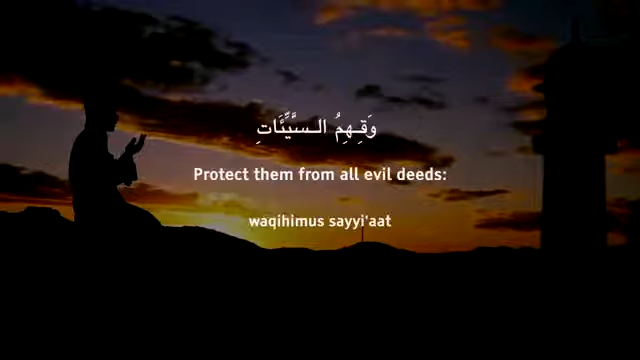 وَقِهِمُ السَّيِّئَاتِ
Protect them from all evil deeds:
waqihimus sayyi'aat